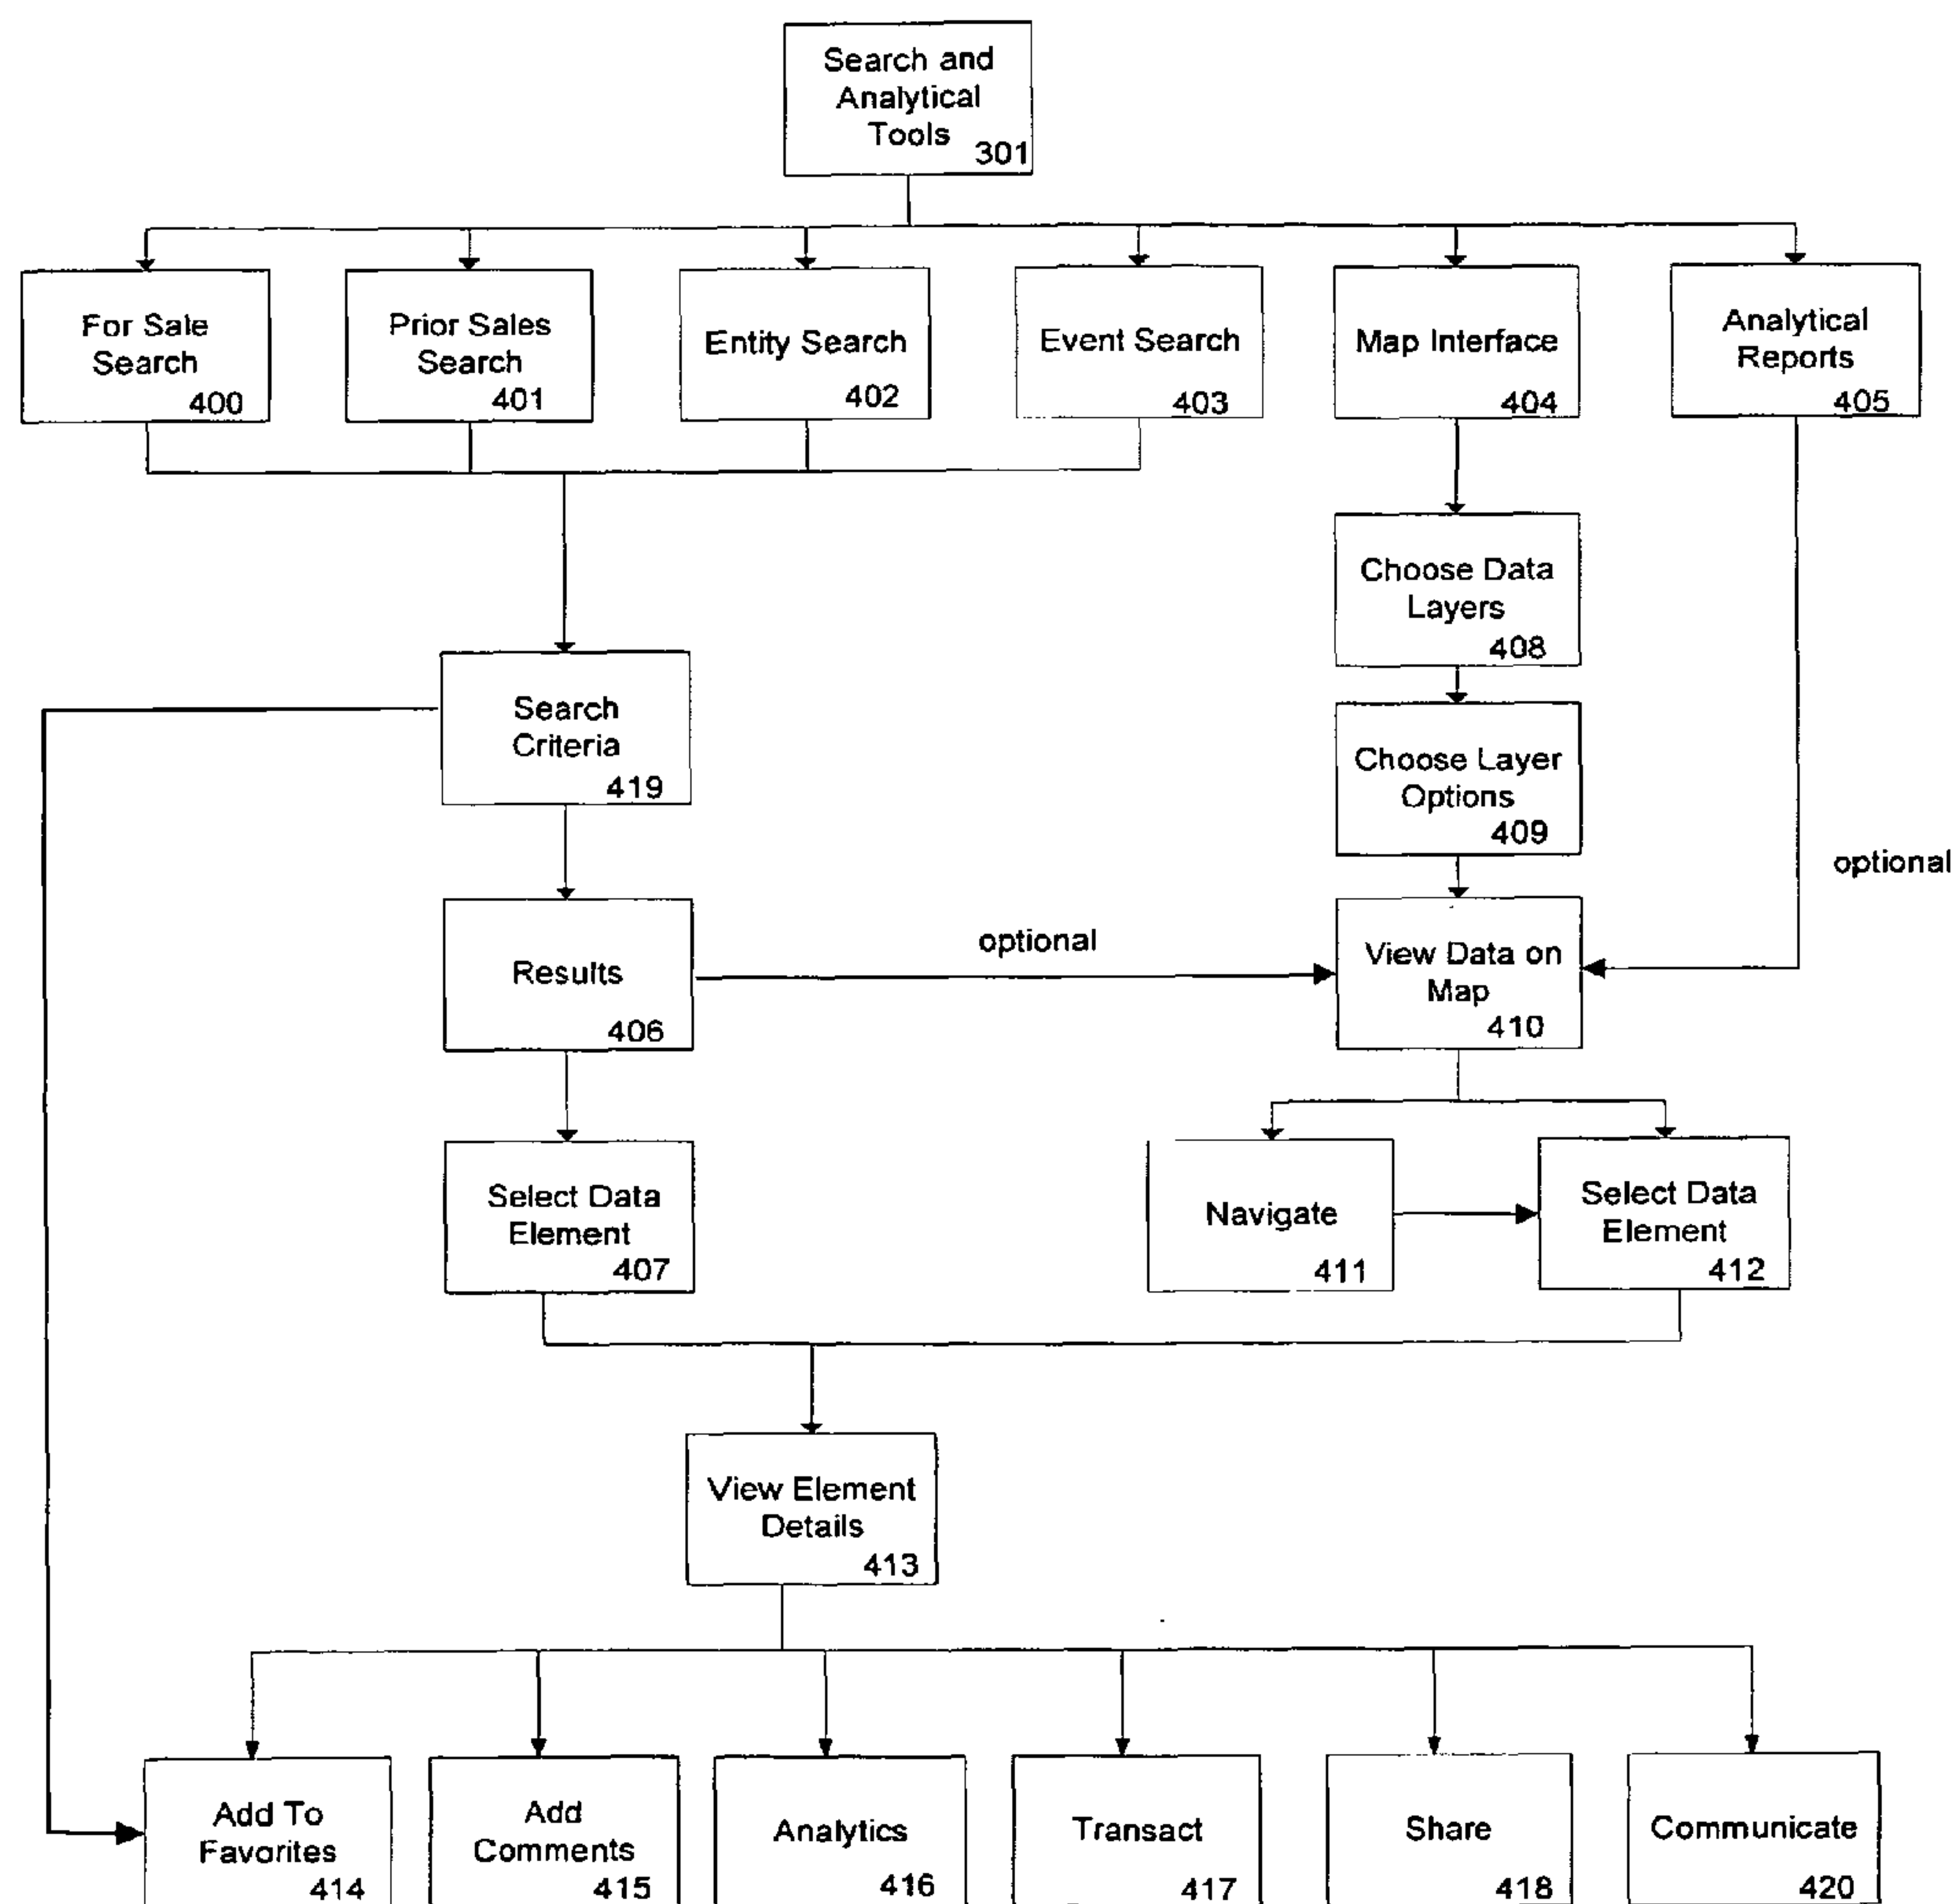 Search and
Analytical
Tools
301
For Sale
Search
400
Prior Sales
Search
401
Entity Search
402
Event Search
403
Map Interface
404
Analytical
Reports
405
Choose Data
Layers
408
Search
Criteria
419
Choose Layer
Options
409
optional
Results
406
optional
View Data on
Map
410
Select Data
Element
407
Navigate
411
Select Data
Element
412
View Element
Details
413
Add To
Favorites
414
Add
Comments
415
Analytics
416
Transact
417
Share
418
Communicate
420